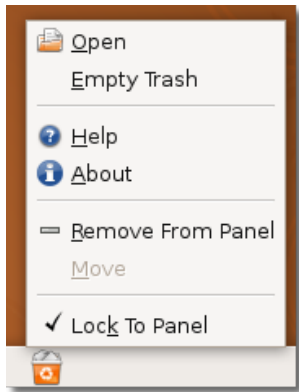 Open
Empty Trash
Help
About
Remove From Panel
Move
Lock To Panel